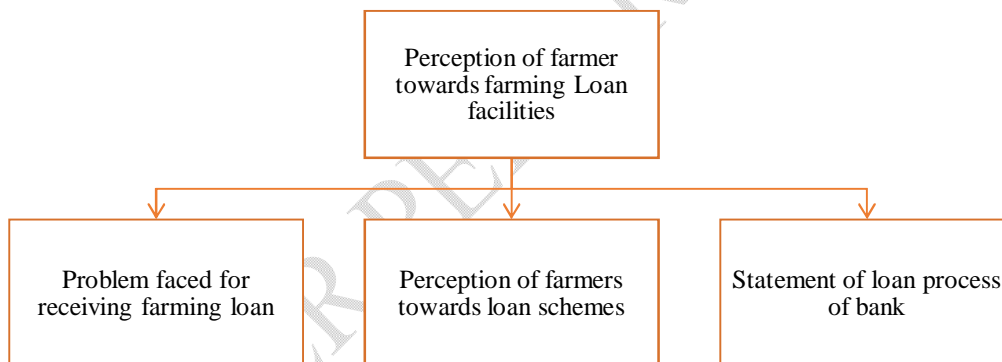 Perception of farmer
towards farming Loan
facilities
Problem faced for
receiving farming loan
Perception of farmers
towards loan schemes
Statement of loan process
of bank